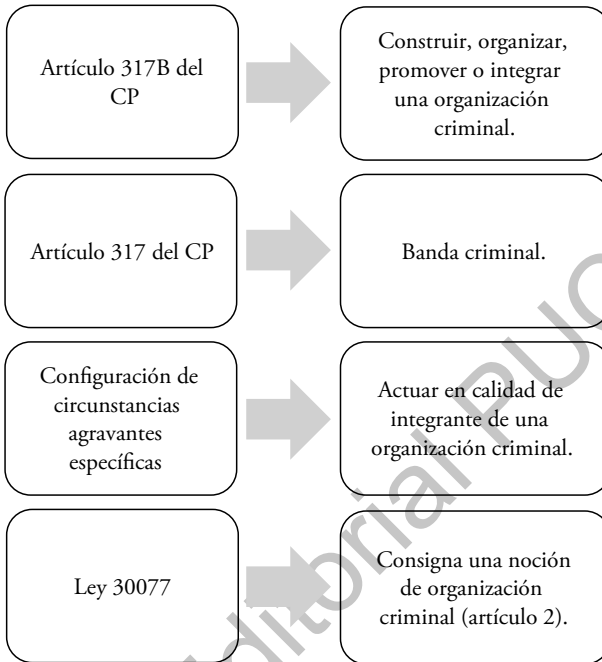 Artículo 317B del
CP
Construir, organizar,
promover o integrar
una organización
criminal.
Artículo 317 del CP
Banda criminal.
Configuración de
circunstancias
agravantes
específicas
Actuar en calidad de
integrante de una
organización criminal.
Ley 30077
Consigna una noción
de organización
criminal (artículo 2).